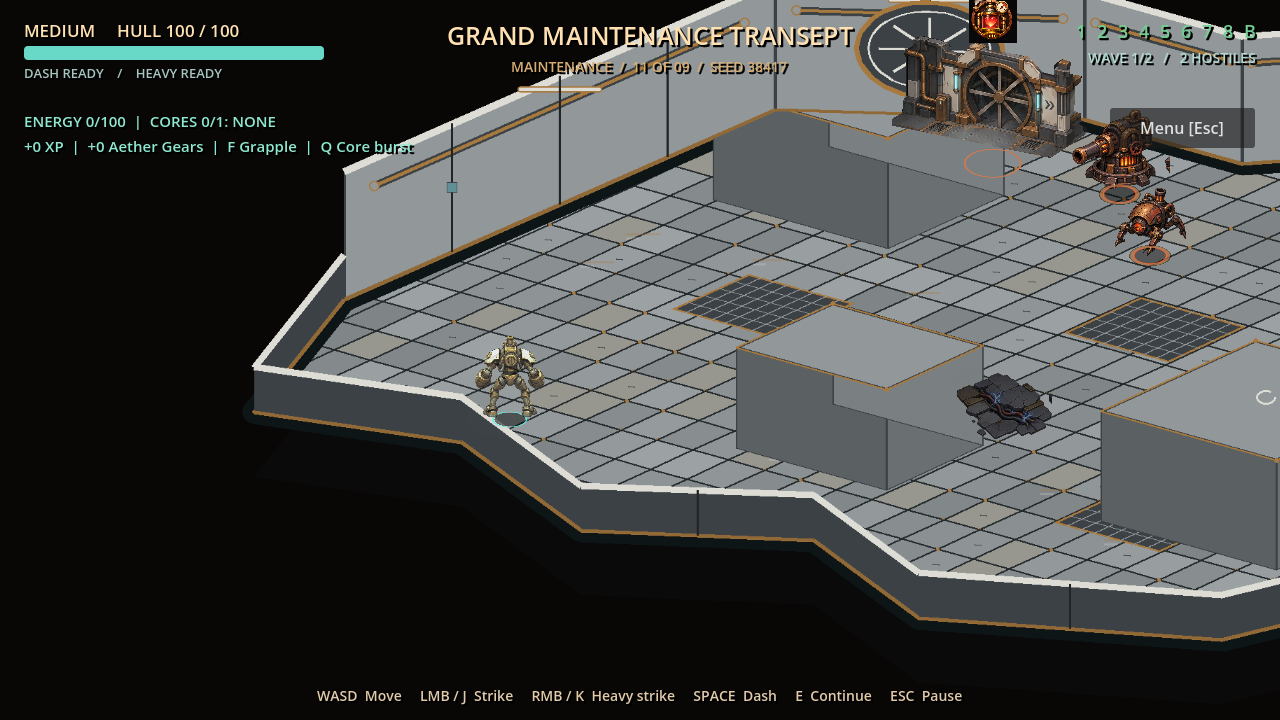 MEDIUM HULL 100 / 100
DASH READY / HEAVY READY
ENERGY 0/100 | CORES 0/1: NONE
+0 XP | +0 Aether Gears | F Grapple | Q Core burst
GRAND MAINTENANCE TRANSEPT
MAINTENANCE / 11 OF 09 / SEED 38417
1 2 3 4 5 6 7 8 B
WAVE 1/2 / 2 HOSTILES
Menu [Esc]
WASD Move LMB / J Strike RMB / K Heavy strike SPACE Dash E Continue ESC Pause